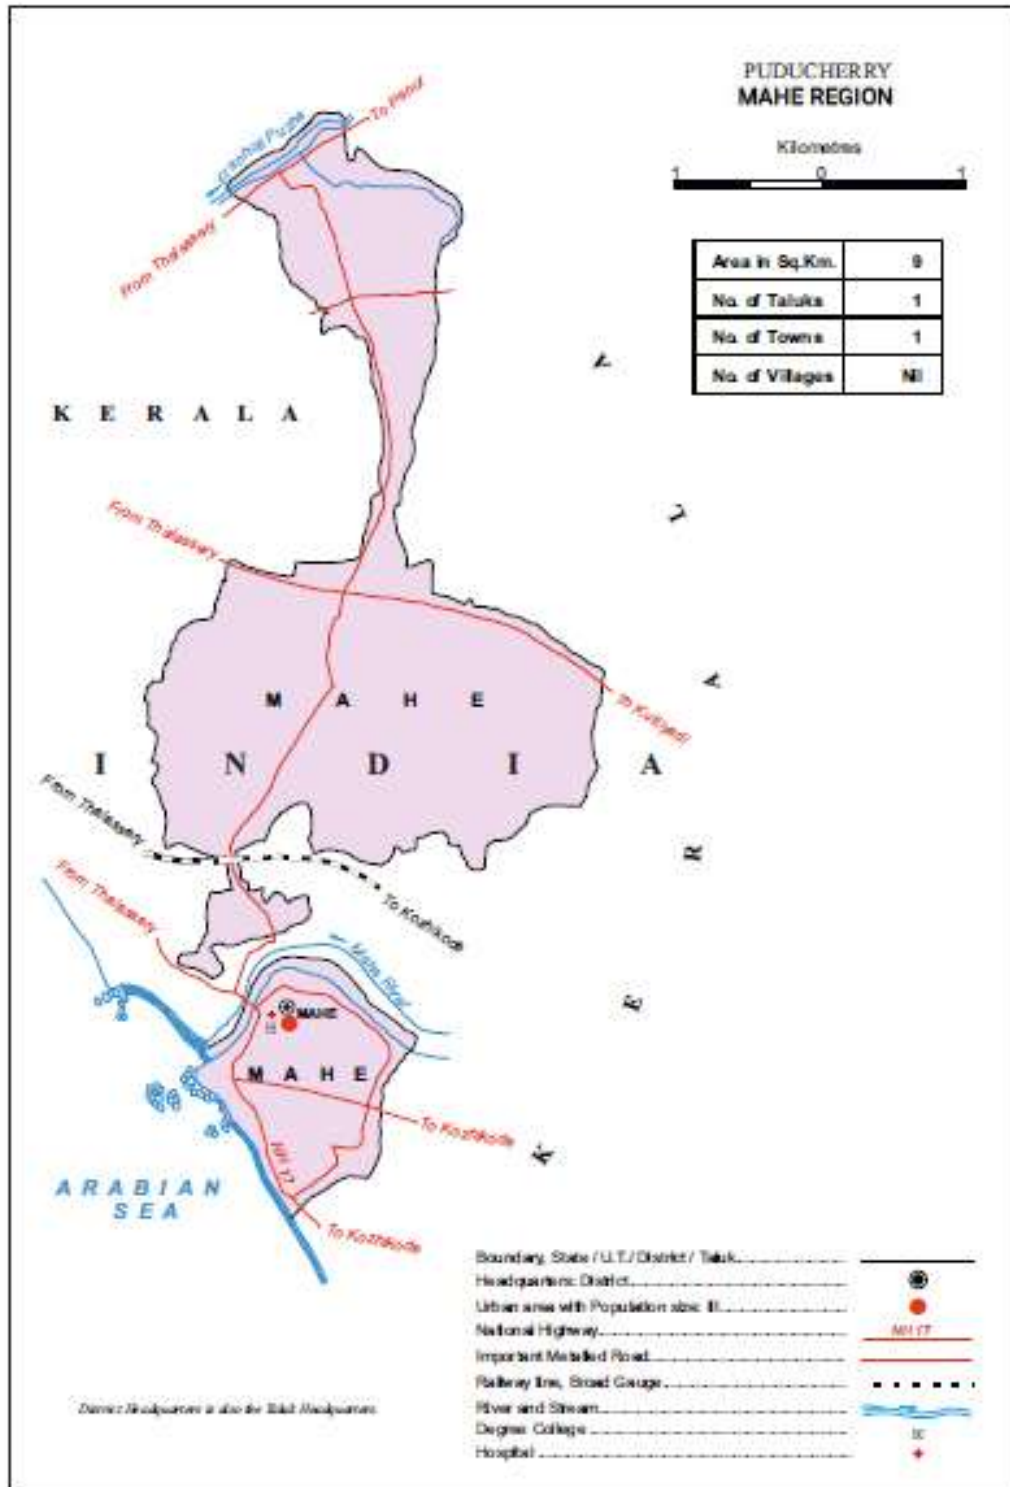 PUDUCHERRY
MAHE REGION
Kilometres
1 0 1
Area in Sq.Km. 9
No. of Taluks 1
No. of Towns 1
No. of Villages Nil
To Panur
Puzha
From Thalassery
KERALA
KERALA
From Thalassery
To Kuttiyadi
MAHE
INDIA
From Thalassery
To Kozhikode
From Thalassery
Mahe River
MAHE
MAHE
To Kozhikode
NH 17
To Kozhikode
ARABIAN
SEA
Boundary, State / U.T./ District / Taluk
Headquarters: District
Urban area with Population size: III
National Highway NH 17
Important Metalled Road
Railway line, Broad Gauge
River and Stream
Degree College
Hospital
District Headquarters is also the Taluk Headquarters.